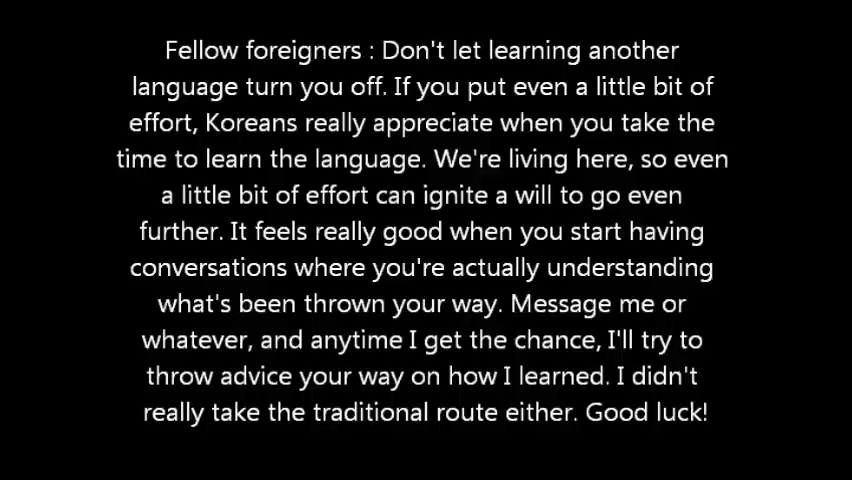 Fellow foreigners : Don't let learning another
language turn you off. If you put even a little bit of
effort, Koreans really appreciate when you take the
time to learn the language. We're living here, so even
a little bit of effort can ignite a will to go even
further. It feels really good when you start having
conversations where you're actually understanding
what's been thrown your way. Message me or
whatever, and anytime I get the chance, I'll try to
throw advice your way on how I learned. I didn't
really take the traditional route either. Good luck!